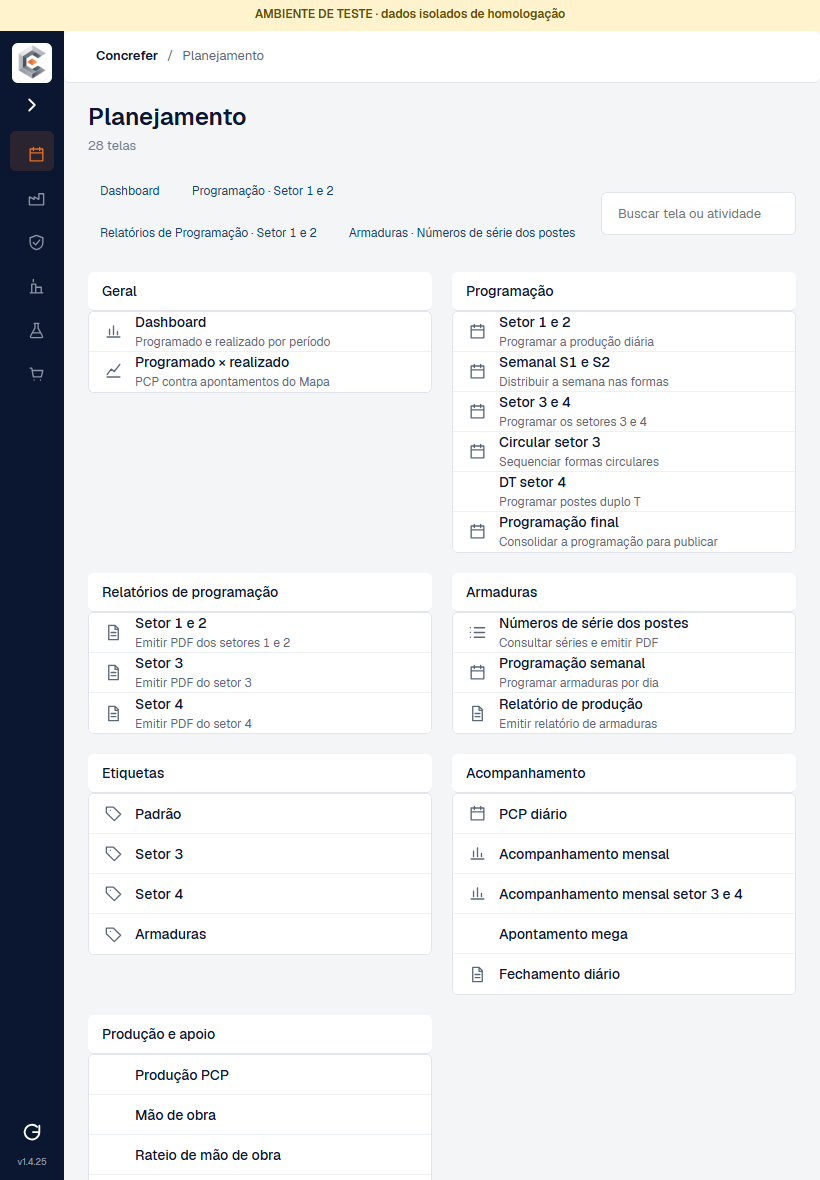 AMBIENTE DE TESTE · dados isolados de homologação
Concrefer / Planejamento
Planejamento
28 telas
Dashboard
Programação · Setor 1 e 2
Relatórios de Programação · Setor 1 e 2
Armaduras · Números de série dos postes
Buscar tela ou atividade
Geral
Dashboard
Programado e realizado por período
Programado × realizado
PCP contra apontamentos do Mapa
Programação
Setor 1 e 2
Programar a produção diária
Semanal S1 e S2
Distribuir a semana nas formas
Setor 3 e 4
Programar os setores 3 e 4
Circular setor 3
Sequenciar formas circulares
DT setor 4
Programar postes duplo T
Programação final
Consolidar a programação para publicar
Relatórios de programação
Setor 1 e 2
Emitir PDF dos setores 1 e 2
Setor 3
Emitir PDF do setor 3
Setor 4
Emitir PDF do setor 4
Armaduras
Números de série dos postes
Consultar séries e emitir PDF
Programação semanal
Programar armaduras por dia
Relatório de produção
Emitir relatório de armaduras
Etiquetas
Padrão
Setor 3
Setor 4
Armaduras
Acompanhamento
PCP diário
Acompanhamento mensal
Acompanhamento mensal setor 3 e 4
Apontamento mega
Fechamento diário
Produção e apoio
Produção PCP
Mão de obra
Rateio de mão de obra
v1.4.25